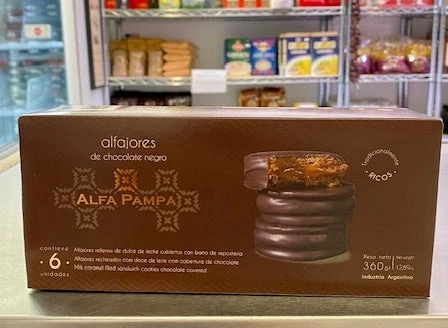 alfajores
de chocolate negro
ALFA PAMPA
contiene
· 6 ·
unidades
Alfajores rellenos de dulce de leche cubiertos con baño de repostería
Alfajores recheados com doce de leite com cobertura de chocolate
Milk caramel filled sandwich cookies chocolate covered
Tradicionalmente
RICOS
Peso neto
Net weight
360g
Industria Argentina